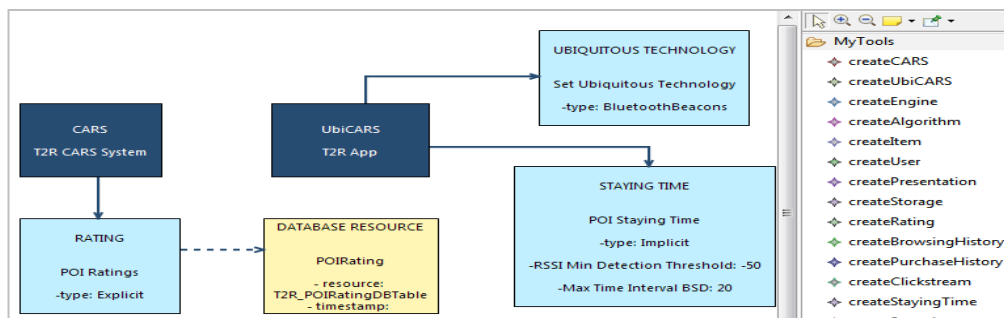 UBIQUITOUS TECHNOLOGY
Set Ubiquitous Technology
-type: BluetoothBeacons
CARS
T2R CARS System
UbiCARS
T2R App
STAYING TIME
POI Staying Time
-type: Implicit
-RSSI Min Detection Threshold: -50
-Max Time Interval BSD: 20
RATING
POI Ratings
-type: Explicit
DATABASE RESOURCE
POIRating
- resource:
T2R_POIRatingDBTable
- timestamp:
MyTools
createCARS
createUbiCARS
createEngine
createAlgorithm
createItem
createUser
createPresentation
createStorage
createRating
createBrowsingHistory
createPurchaseHistory
createClickstream
createStayingTime